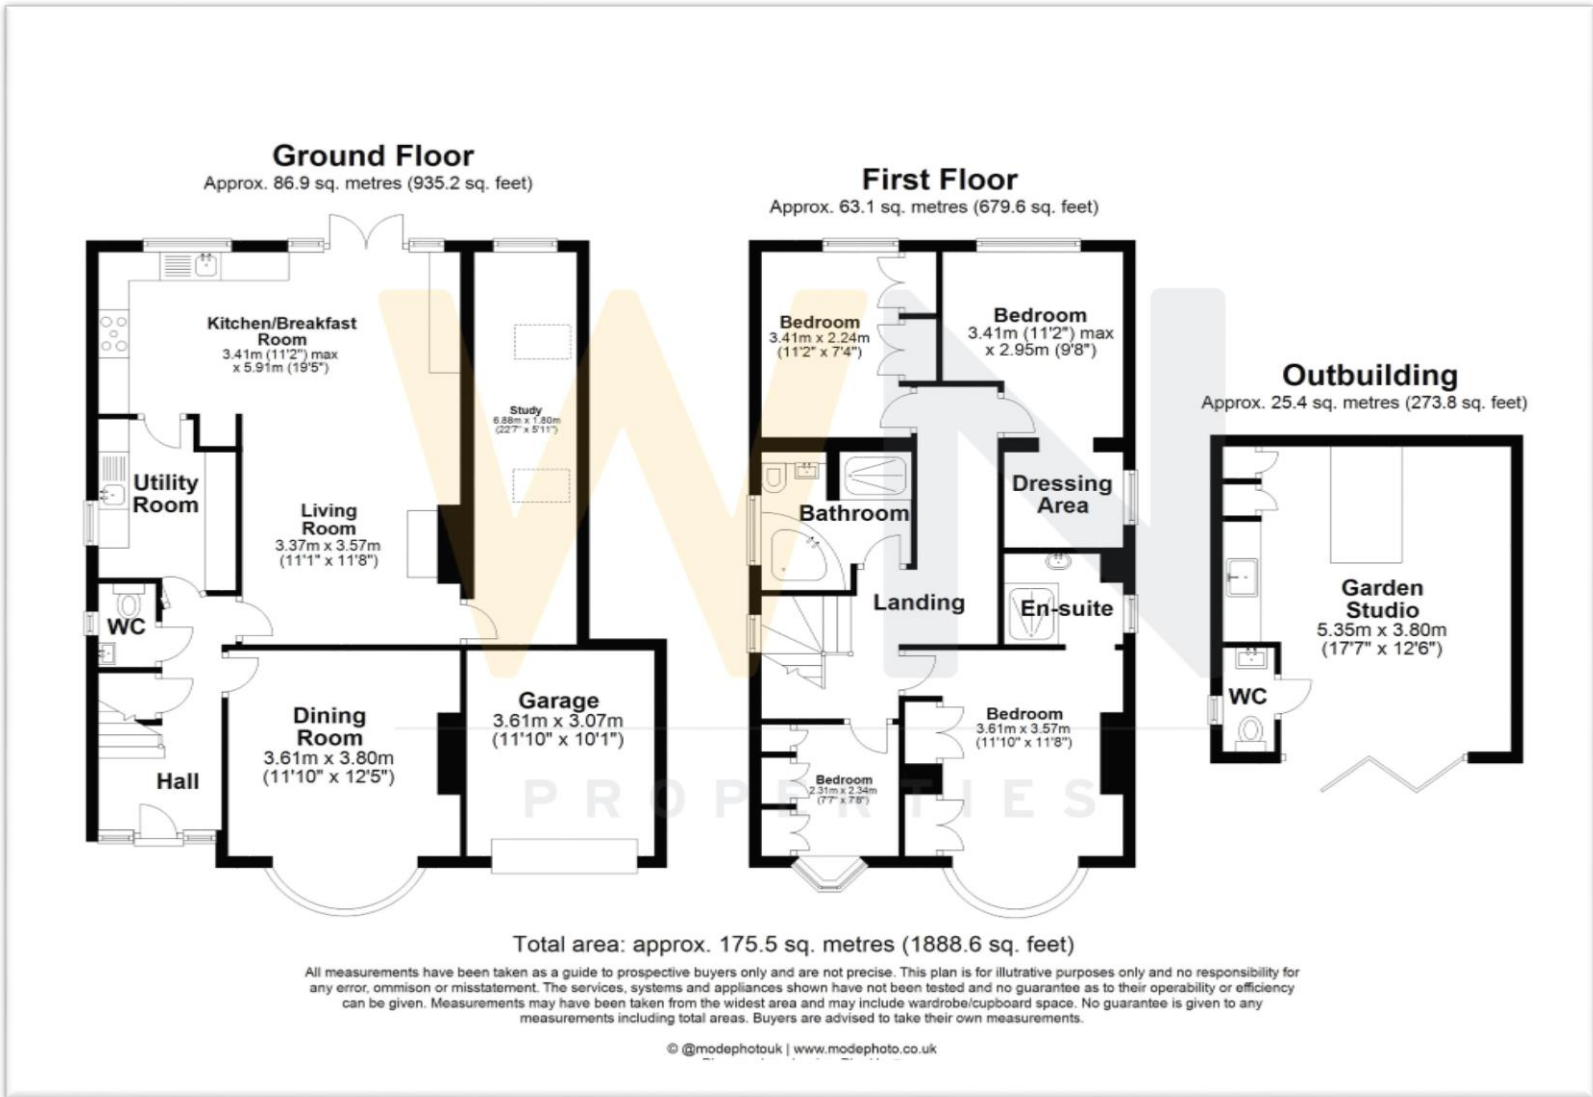 Ground Floor
Approx. 86.9 sq. metres (935.2 sq. feet)
Kitchen/Breakfast
Room
3.41m (11'2") max
x 5.91m (19'5")
Study
6.88m x 1.80m
(22'7" x 5'11")
Utility
Room
Living
Room
3.37m x 3.57m
(11'1" x 11'8")
WC
Dining
Room
3.61m x 3.80m
(11'10" x 12'5")
Garage
3.61m x 3.07m
(11'10" x 10'1")
Hall
First Floor
Approx. 63.1 sq. metres (679.6 sq. feet)
Bedroom
3.41m x 2.24m
(11'2" x 7'4")
Bedroom
3.41m (11'2") max
x 2.95m (9'8")
Dressing
Area
Bathroom
Landing
En-suite
Bedroom
3.61m x 3.57m
(11'10" x 11'8")
Bedroom
2.31m x 2.34m
(7'7" x 7'8")
Outbuilding
Approx. 25.4 sq. metres (273.8 sq. feet)
Garden
Studio
5.35m x 3.80m
(17'7" x 12'6")
WC
WN
PROPERTIES
Total area: approx. 175.5 sq. metres (1888.6 sq. feet)
All measurements have been taken as a guide to prospective buyers only and are not precise. This plan is for illutrative purposes only and no responsibility for
any error, ommison or misstatement. The services, systems and appliances shown have not been tested and no guarantee as to their operability or efficiency
can be given. Measurements may have been taken from the widest area and may include wardrobe/cupboard space. No guarantee is given to any
measurements including total areas. Buyers are advised to take their own measurements.
© @modephotouk | www.modephoto.co.uk